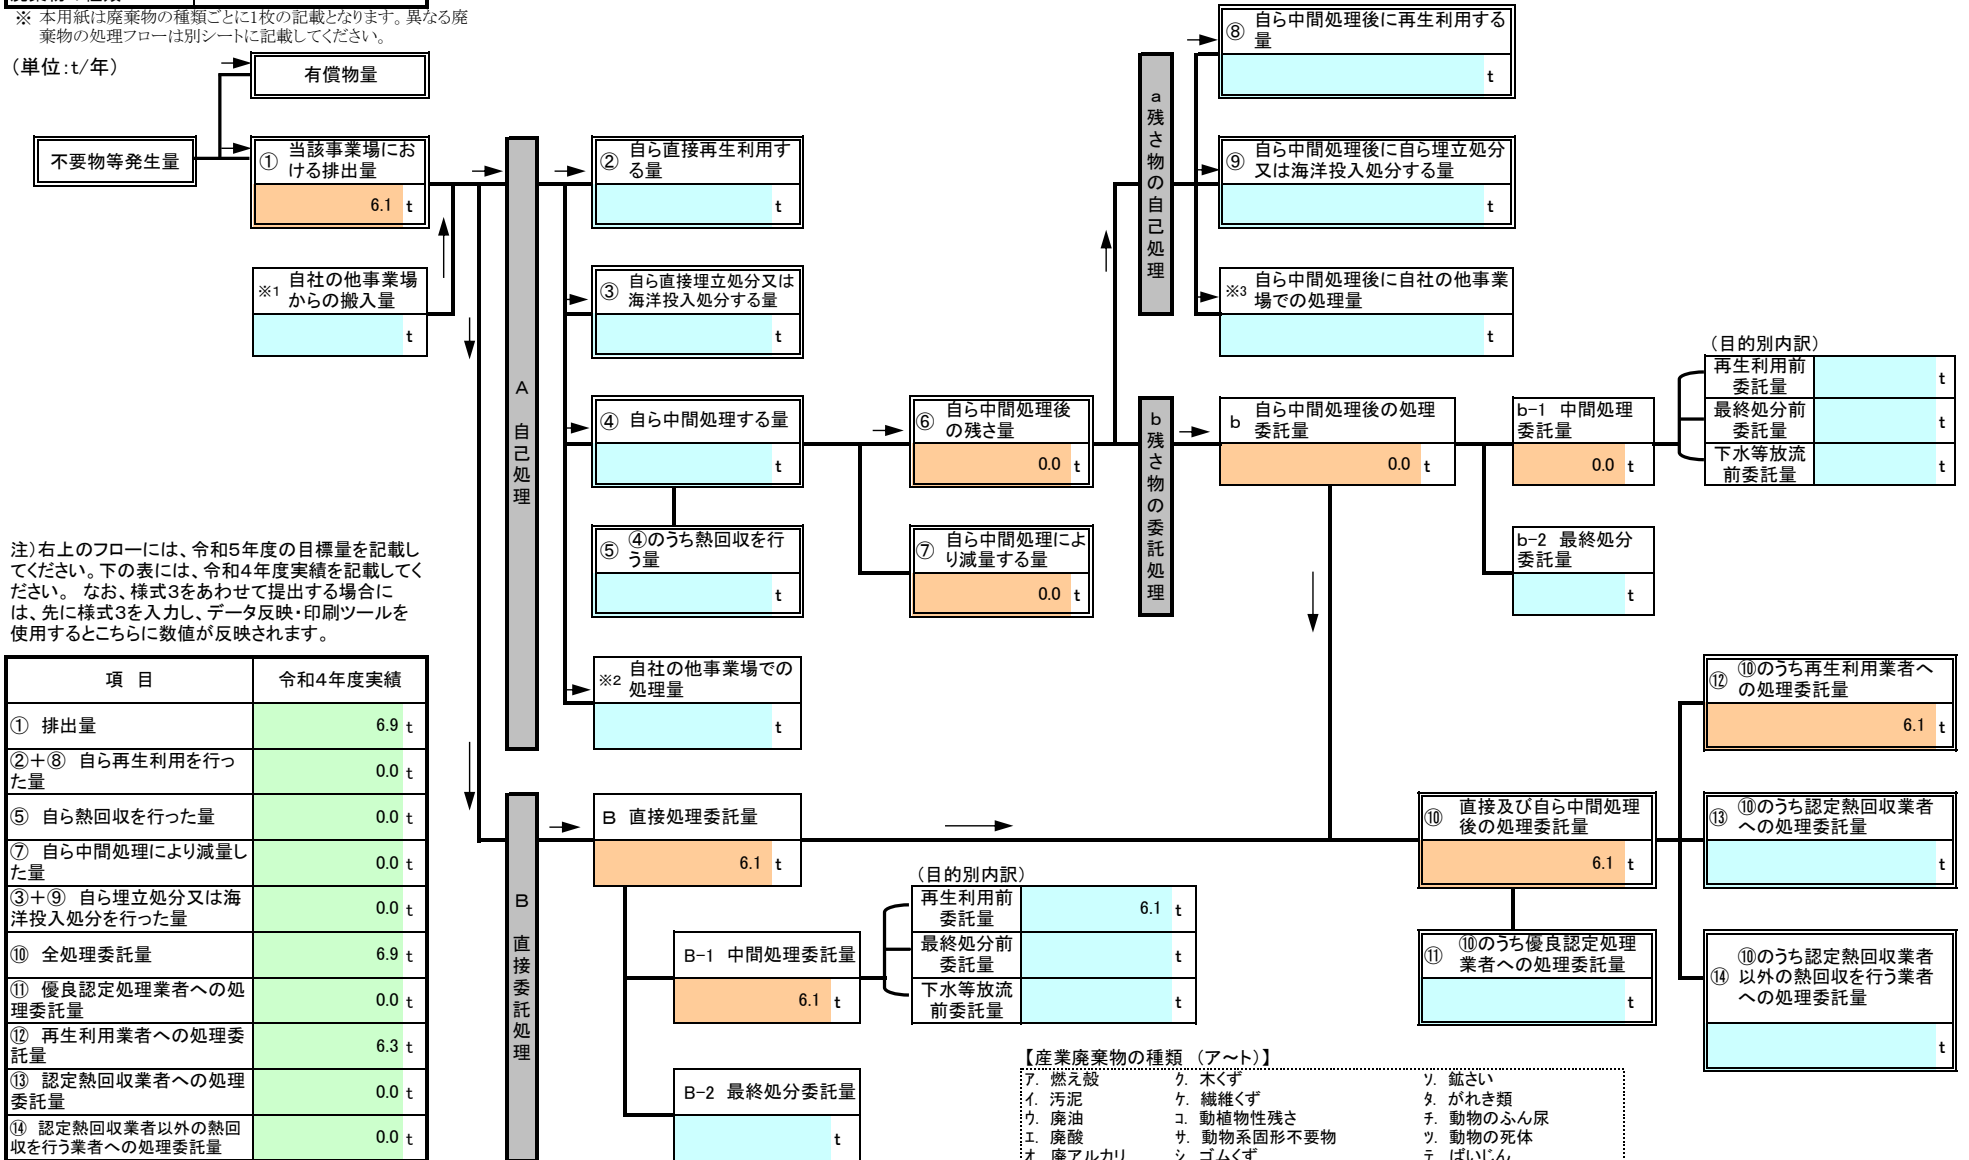 ※ 本用紙は廃棄物の種類ごとに1枚の記載となります。異なる廃
棄物の処理フローは別シートに記載してください。
(単位:t/年)
有償物量
不要物等発生量
① 当該事業場にお
ける排出量
6.1 t
※1 自社の他事業場
からの搬入量
t
A 自己処理
② 自ら直接再生利用す
る量
t
③ 自ら直接埋立処分又は
海洋投入処分する量
t
④ 自ら中間処理する量
t
⑤ ④のうち熱回収を行
う量
t
※2 自社の他事業場での
処理量
t
⑥ 自ら中間処理後
の残さ量
0.0 t
⑦ 自ら中間処理によ
り減量する量
0.0 t
a 残さ物の自己処理
⑧ 自ら中間処理後に再生利用する
量
t
⑨ 自ら中間処理後に自ら埋立処分
又は海洋投入処分する量
t
※3 自ら中間処理後に自社の他事業
場での処理量
t
b 残さ物の委託処理
b 自ら中間処理後の処理
委託量
0.0 t
b-1 中間処理
委託量
0.0 t
(目的別内訳)
再生利用前
委託量
t
最終処分前
委託量
t
下水等放流
前委託量
t
b-2 最終処分
委託量
t
注)右上のフローには、令和5年度の目標量を記載し
てください。下の表には、令和4年度実績を記載してく
ださい。 なお、様式3をあわせて提出する場合に
は、先に様式3を入力し、データ反映・印刷ツールを
使用するとこちらに数値が反映されます。
項 目 令和4年度実績
① 排出量 6.9 t
②+⑧ 自ら再生利用を行っ
た量 0.0 t
⑤ 自ら熱回収を行った量 0.0 t
⑦ 自ら中間処理により減量し
た量 0.0 t
③+⑨ 自ら埋立処分又は海
洋投入処分を行った量 0.0 t
⑩ 全処理委託量 6.9 t
⑪ 優良認定処理業者への処
理委託量 0.0 t
⑫ 再生利用業者への処理委
託量 6.3 t
⑬ 認定熱回収業者への処理
委託量 0.0 t
⑭ 認定熱回収業者以外の熱回
収を行う業者への処理委託量 0.0 t
B 直接委託処理
B 直接処理委託量
6.1 t
B-1 中間処理委託量
6.1 t
(目的別内訳)
再生利用前
委託量
6.1 t
最終処分前
委託量
t
下水等放流
前委託量
t
B-2 最終処分委託量
t
⑩ 直接及び自ら中間処理
後の処理委託量
6.1 t
⑪ ⑩のうち優良認定処理
業者への処理委託量
t
⑫ ⑩のうち再生利用業者へ
の処理委託量
6.1 t
⑬ ⑩のうち認定熱回収業者
への処理委託量
t
⑭ ⑩のうち認定熱回収業者
以外の熱回収を行う業者
への処理委託量
t
【産業廃棄物の種類 (ア~ト)】
ア. 燃え殻 ク. 木くず ソ. 鉱さい
イ. 汚泥 ケ. 繊維くず タ. がれき類
ウ. 廃油 コ. 動植物性残さ チ. 動物のふん尿
エ. 廃酸 サ. 動物系固形不要物 ツ. 動物の死体
オ. 廃アルカリ シ. ゴムくず テ. ばいじん